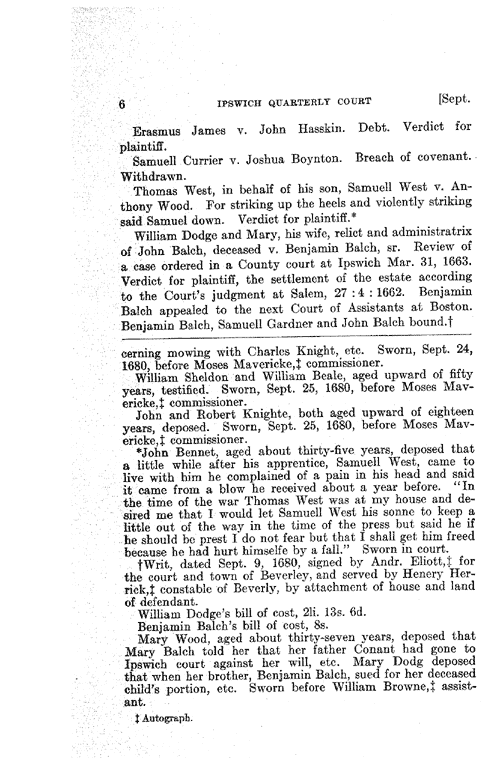 6 IPSWICH QUARTERLY COURT [Sept.
Erasmus James v. John Hasskin. Debt. Verdict for
plaintiff.
Samuell Currier v. Joshua Boynton. Breach of covenant.
Withdrawn.
Thomas West, in behalf of his son, Samuell West v. An-
thony Wood. For striking up the heels and violently striking
said Samuel down. Verdict for plaintiff.*
William Dodge and Mary, his wife, relict and administratrix
of John Balch, deceased v. Benjamin Balch, sr. Review of
a case ordered in a County court at Ipswich Mar. 31, 1663.
Verdict for plaintiff, the settlement of the estate according
to the Court's judgment at Salem, 27 : 4 : 1662. Benjamin
Balch appealed to the next Court of Assistants at Boston.
Benjamin Balch, Samuell Gardner and John Balch bound.†
cerning mowing with Charles Knight, etc. Sworn, Sept. 24,
1680, before Moses Mavericke,‡ commissioner.
William Sheldon and William Beale, aged upward of fifty
years, testified. Sworn, Sept. 25, 1680, before Moses Mav-
ericke,‡ commissioner.
John and Robert Knighte, both aged upward of eighteen
years, deposed. Sworn, Sept. 25, 1680, before Moses Mav-
ericke,‡ commissioner.
*John Bennet, aged about thirty-five years, deposed that
a little while after his apprentice, Samuell West, came to
live with him he complained of a pain in his head and said
it came from a blow he received about a year before. "In
the time of the war Thomas West was at my house and de-
sired me that I would let Samuell West his sonne to keep a
little out of the way in the time of the press but said he if
he should be prest I do not fear but that I shall get him freed
because he had hurt himselfe by a fall." Sworn in court.
†Writ, dated Sept. 9, 1680, signed by Andr. Eliott,‡ for
the court and town of Beverley, and served by Henery Her-
rick,‡ constable of Beverly, by attachment of house and land
of defendant.
William Dodge's bill of cost, 2li. 13s. 6d.
Benjamin Balch's bill of cost, 8s.
Mary Wood, aged about thirty-seven years, deposed that
Mary Balch told her that her father Conant had gone to
Ipswich court against her will, etc. Mary Dodg deposed
that when her brother, Benjamin Balch, sued for her deceased
child's portion, etc. Sworn before William Browne,‡ assist-
ant.
‡ Autograph.